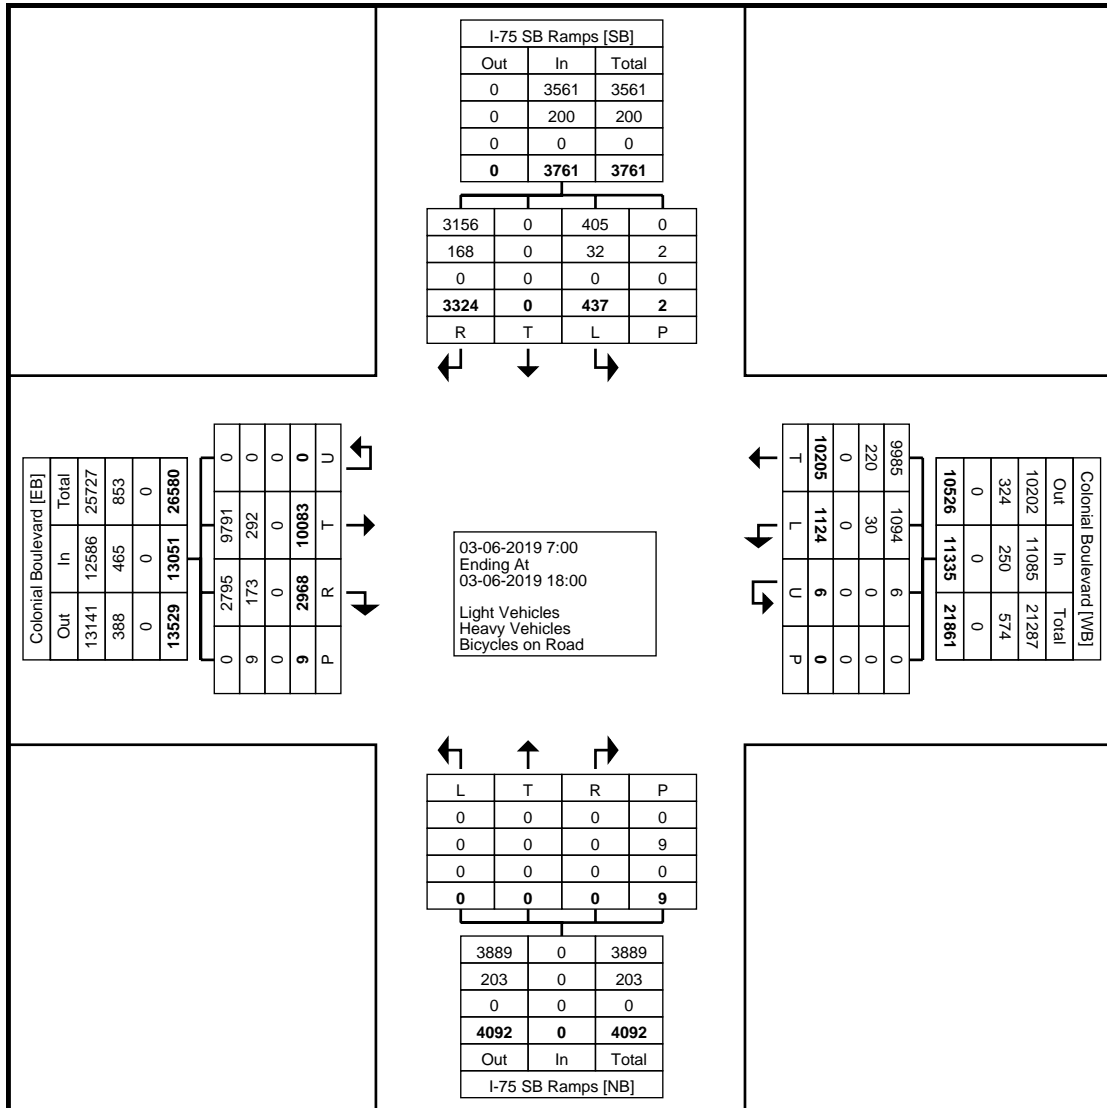 I-75 SB Ramps [SB]
Out In Total
0 3561 3561
0 200 200
0 0 0
0 3761 3761
3156 0 405 0
168 0 32 2
0 0 0 0
3324 0 437 2
R T L P
Colonial Boulevard [EB]
Out In Total
13141 12586 25727
388 465 853
0 0 0
13529 13051 26580
0 2795 9791 0
9 173 292 0
0 0 0 0
9 2968 10083 0
P R T U
03-06-2019 7:00
Ending At
03-06-2019 18:00
Light Vehicles
Heavy Vehicles
Bicycles on Road
Colonial Boulevard [WB]
Out In Total
10202 11085 21287
324 250 574
0 0 0
10526 11335 21861
9985 1094 6 0
220 30 0 0
0 0 0 0
10205 1124 6 0
T L U P
L T R P
0 0 0 0
0 0 0 9
0 0 0 0
0 0 0 9
3889 0 3889
203 0 203
0 0 0
4092 0 4092
Out In Total
I-75 SB Ramps [NB]